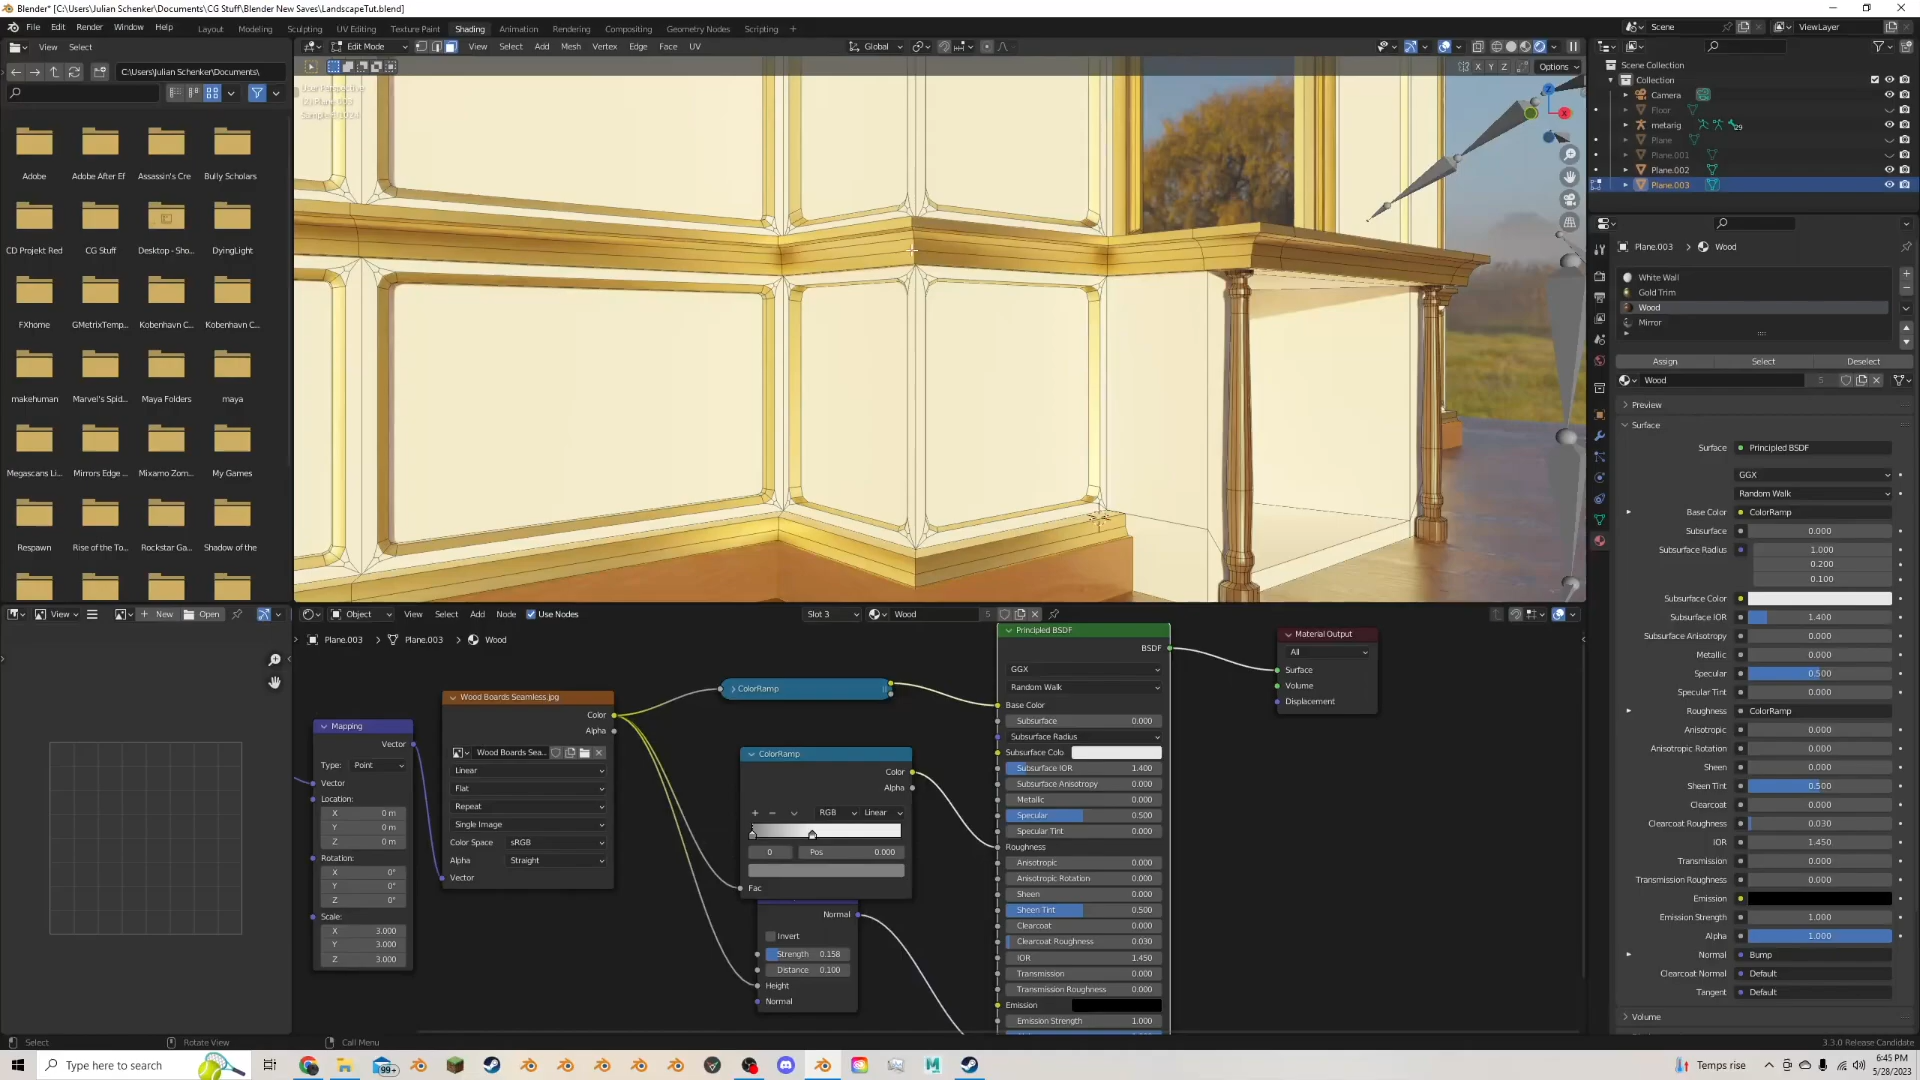 Blender* [C:\Users\Julian Schenker\Documents\CG Stuff\Blender New Saves\LandscapeTut.blend]
File Edit Render Window Help Layout Modeling Sculpting UV Editing Texture Paint Shading Animation Rendering Compositing Geometry Nodes Scripting Scene ViewLayer
View Select Edit Mode View Select Add Mesh Vertex Edge Face UV Global
C:\Users\Julian Schenker\Documents\ X Y Z Options
Scene Collection
Collection
Camera
Floor
metarig 29
Plane
Plane.001
Plane.002
Plane.003
Adobe Adobe After Ef Assassin's Cre Bully Scholars
CD Projekt Red CG Stuff Desktop - Sho... DyingLight
FXhome GMetrixTemp... Kobenhavn C... Kobenhavn C...
makehuman Marvel's Spid... Maya Folders maya
Megascans Li... Mirrors Edge ... Mixamo Zom... My Games
Respawn Rise of the To... Rockstar Ga... Shadow of the
Plane.003 Wood
White Wall
Gold Trim
Wood
Mirror
Assign Select Deselect
Wood 5
Preview
Surface
Surface Principled BSDF
GGX
Random Walk
Base Color ColorRamp
Subsurface 0.000
Subsurface Radius 1.000
0.200
0.100
Subsurface Color
Subsurface IOR 1.400
Subsurface Anisotropy 0.000
Metallic 0.000
Specular 0.500
Specular Tint 0.000
Roughness ColorRamp
Anisotropic 0.000
Anisotropic Rotation 0.000
Sheen 0.000
Sheen Tint 0.500
Clearcoat 0.000
Clearcoat Roughness 0.030
IOR 1.450
Transmission 0.000
Transmission Roughness 0.000
Emission
Emission Strength 1.000
Alpha 1.000
Normal Bump
Clearcoat Normal Default
Tangent Default
Volume
View New Open Object View Select Add Node Use Nodes Slot 3 Wood 5
Plane.003 Plane.003 Wood
Mapping
Vector
Type: Point
Vector
Location:
X 0 m
Y 0 m
Z 0 m
Rotation:
X 0°
Y 0°
Z 0°
Scale:
X 3.000
Y 3.000
Z 3.000
Wood Boards Seamless.jpg
Color
Alpha
Wood Boards Sea...
Linear
Flat
Repeat
Single Image
Color Space sRGB
Alpha Straight
Vector
ColorRamp
ColorRamp
Color
Alpha
RGB Linear
0 Pos 0.000
Fac
Normal
Invert
Strength 0.158
Distance 0.100
Height
Normal
Principled BSDF
BSDF
GGX
Random Walk
Base Color
Subsurface 0.000
Subsurface Radius
Subsurface Colo
Subsurface IOR 1.400
Subsurface Anisotropy 0.000
Metallic 0.000
Specular 0.500
Specular Tint 0.000
Roughness
Anisotropic 0.000
Anisotropic Rotation 0.000
Sheen 0.000
Sheen Tint 0.500
Clearcoat 0.000
Clearcoat Roughness 0.030
IOR 1.450
Transmission 0.000
Transmission Roughness 0.000
Emission
Emission Strength 1.000
Material Output
All
Surface
Volume
Displacement
Select Rotate View Call Menu 3.3.0 Release Candidate
Type here to search 99+ Temps rise 6:45 PM
5/28/2023